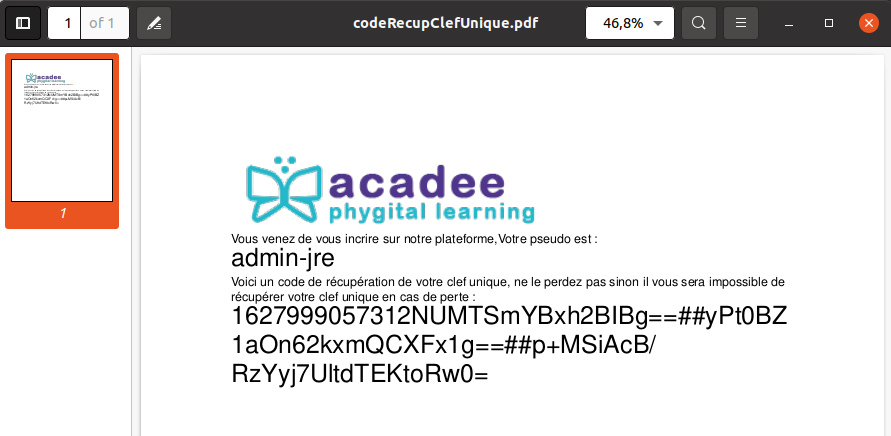 1 of 1
codeRecupClefUnique.pdf
46,8%
acadee
phygital learning
Vous venez de vous incrire sur notre plateforme,Votre pseudo est :
admin-jre
Voici un code de récupération de votre clef unique, ne le perdez pas sinon il vous sera impossible de
récupérer votre clef unique en cas de perte :
1627999057312NUMTSmYBxh2BIBg==##yPt0BZ
1aOn62kxmQCXFx1g==##p+MSiAcB/
RzYyj7UltdTEKtoRw0=
1